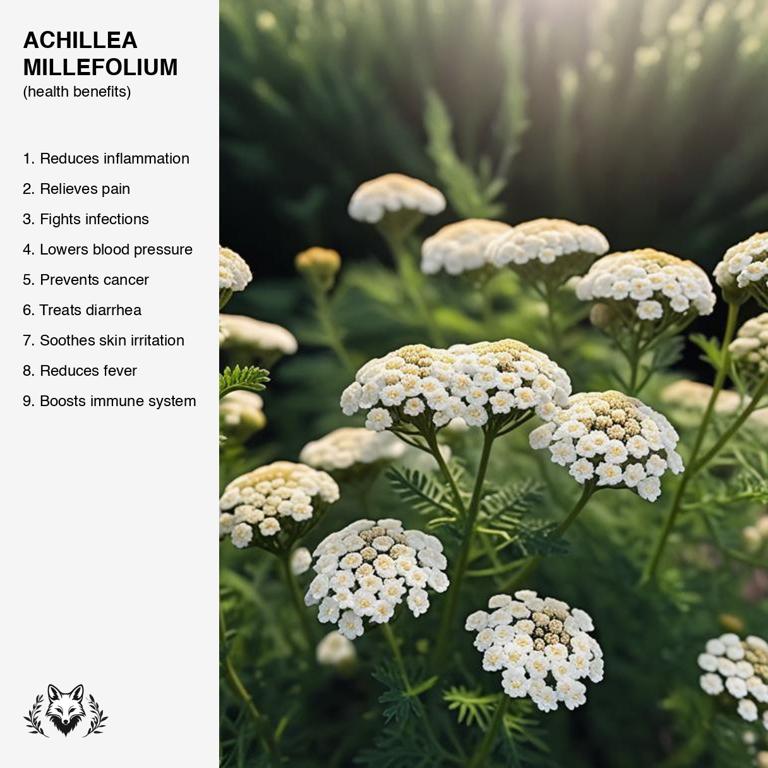 ACHILLEA
MILLEFOLIUM
(health benefits)
1. Reduces inflammation
2. Relieves pain
3. Fights infections
4. Lowers blood pressure
5. Prevents cancer
6. Treats diarrhea
7. Soothes skin irritation
8. Reduces fever
9. Boosts immune system